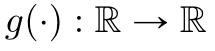 g(·) : ℝ → ℝ